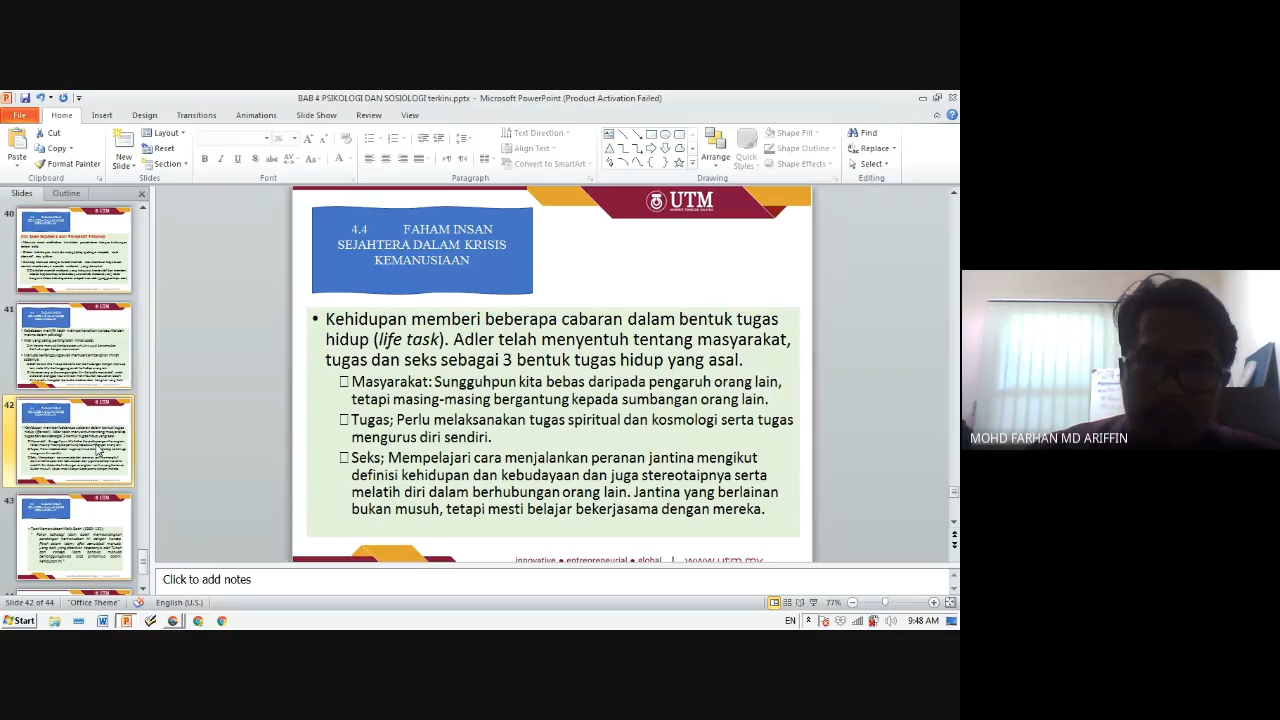 BAB 4 PSIKOLOGI DAN SOSIOLOGI terkini.pptx - Microsoft PowerPoint (Product Activation Failed)
File Home Insert Design Transitions Animations Slide Show Review View
Paste
Cut
Copy
Format Painter
Clipboard
New Slide
Layout
Reset
Section
Slides
26
Font
Paragraph
Text Direction
Align Text
Convert to SmartArt
Arrange
Quick Styles
Shape Fill
Shape Outline
Shape Effects
Drawing
Find
Replace
Select
Editing
Slides Outline
40
41
42
43
UTM
4.4 FAHAM INSAN
SEJAHTERA DALAM KRISIS
KEMANUSIAAN
• Kehidupan memberi beberapa cabaran dalam bentuk tugas
hidup (life task). Adler telah menyentuh tentang masyarakat,
tugas dan seks sebagai 3 bentuk tugas hidup yang asal.
Masyarakat: Sungguhpun kita bebas daripada pengaruh orang lain,
tetapi masing-masing bergantung kepada sumbangan orang lain.
Tugas; Perlu melaksanakan tugas spiritual dan kosmologi serta tugas
mengurus diri sendiri.
Seks; Mempelajari cara menjalankan peranan jantina mengikut
definisi kehidupan dan kebudayaan dan juga stereotaipnya serta
melatih diri dalam berhubungan orang lain. Jantina yang berlainan
bukan musuh, tetapi mesti belajar bekerjasama dengan mereka.
innovative • entrepreneurial • global | www.utm.my
Click to add notes
Slide 42 of 44 "Office Theme" English (U.S.) 77%
Start EN 9:48 AM
MOHD FARHAN MD ARIFFIN